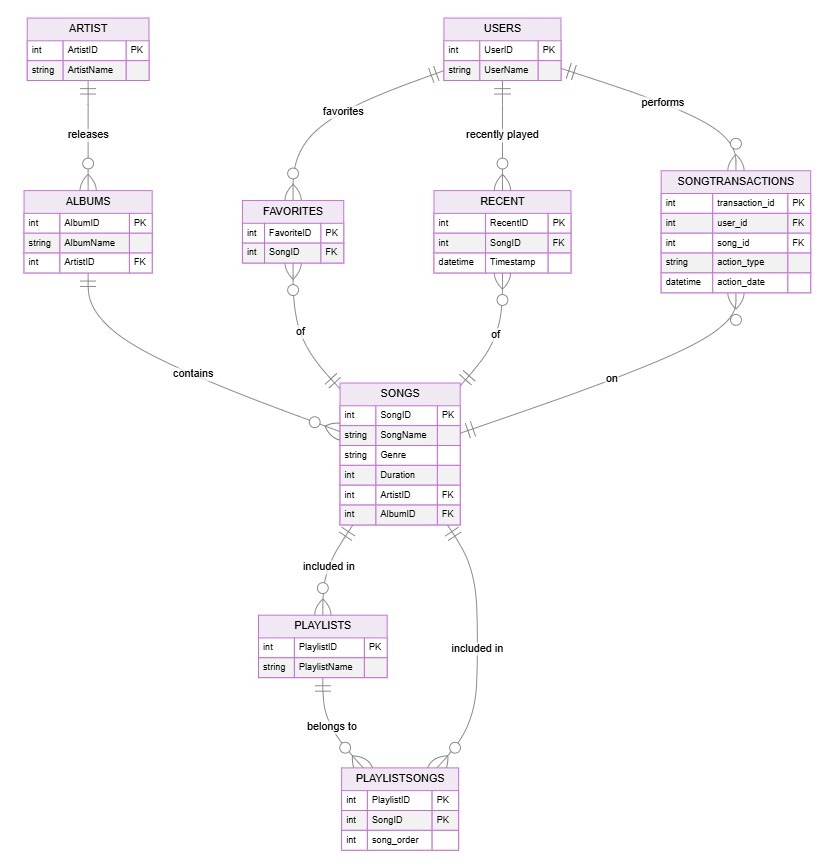 ARTIST
int ArtistID PK
string ArtistName
USERS
int UserID PK
string UserName
favorites
recently played
performs
releases
ALBUMS
int AlbumID PK
string AlbumName
int ArtistID FK
FAVORITES
int FavoriteID PK
int SongID FK
RECENT
int RecentID PK
int SongID FK
datetime Timestamp
SONGTRANSACTIONS
int transaction_id PK
int user_id FK
int song_id FK
string action_type
datetime action_date
of
of
contains
on
SONGS
int SongID PK
string SongName
string Genre
int Duration
int ArtistID FK
int AlbumID FK
included in
PLAYLISTS
int PlaylistID PK
string PlaylistName
included in
belongs to
PLAYLISTSONGS
int PlaylistID PK
int SongID PK
int song_order